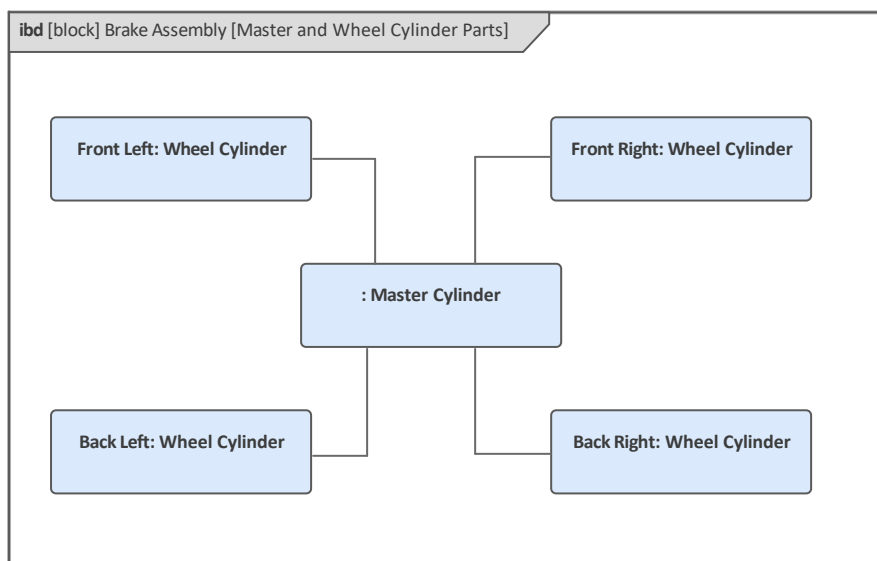 ibd [block] Brake Assembly [Master and Wheel Cylinder Parts]
Front Left: Wheel Cylinder
Front Right: Wheel Cylinder
: Master Cylinder
Back Left: Wheel Cylinder
Back Right: Wheel Cylinder